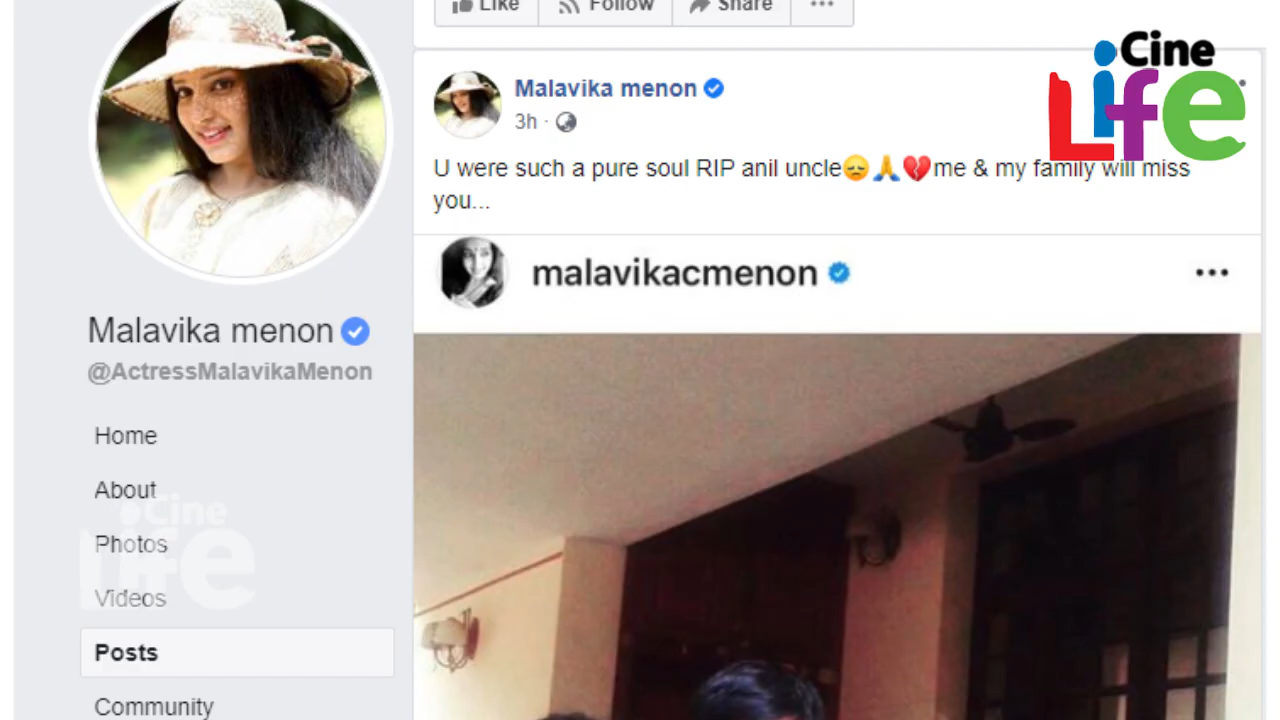 Like
Follow
Share
Cine
Life
Malavika menon
3h ·
U were such a pure soul RIP anil uncle😞🙏💔me & my family will miss
you...
malavikacmenon
Malavika menon
@ActressMalavikaMenon
Home
About
Cine
Life
Photos
Videos
Posts
Community